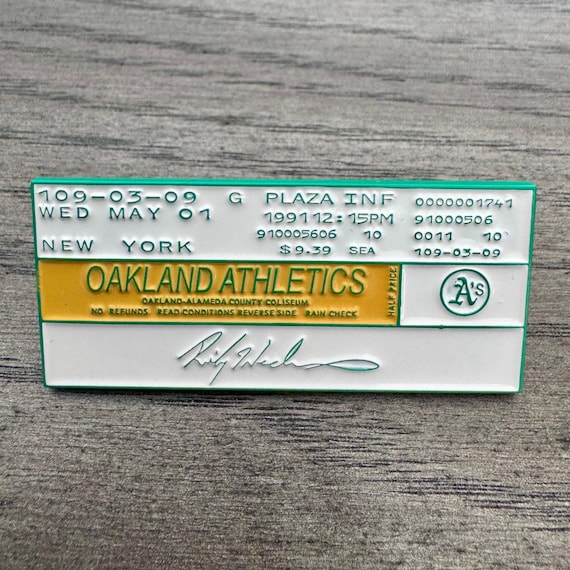 109-03-09 G PLAZA INF 0000001741
WED MAY 01 199112:15PM 91000506
910005606 10 0011 10
NEW YORK $9.39 SEA 109-03-09
OAKLAND ATHLETICS
OAKLAND-ALAMEDA COUNTY COLISEUM
NO REFUNDS READ CONDITIONS REVERSE SIDE RAIN CHECK
HALF PRICE
A's